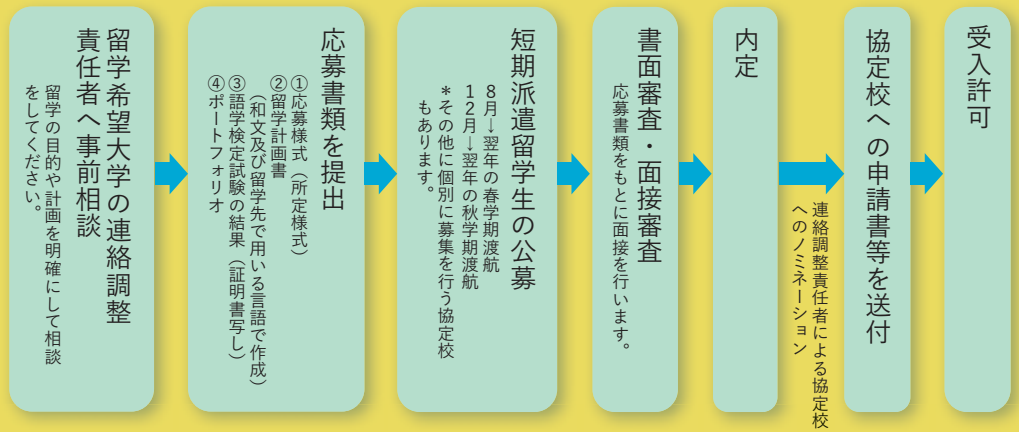 留学希望大学の連絡調整
責任者へ事前相談
留学の目的や計画を明確にして相談
をしてください。
応募書類を提出
①応募様式（所定様式）
②留学計画書
（和文及び留学先で用いる言語で作成）
③語学検定試験の結果（証明書写し）
④ポートフォリオ
短期派遣留学生の公募
8月→翌年の春学期渡航
12月→翌年の秋学期渡航
＊その他に個別に募集を行う協定校
もあります。
書面審査・面接審査
応募書類をもとに面接を行います。
内定
連絡調整責任者による協定校
へのノミネーション
協定校への申請書等を送付
受入許可